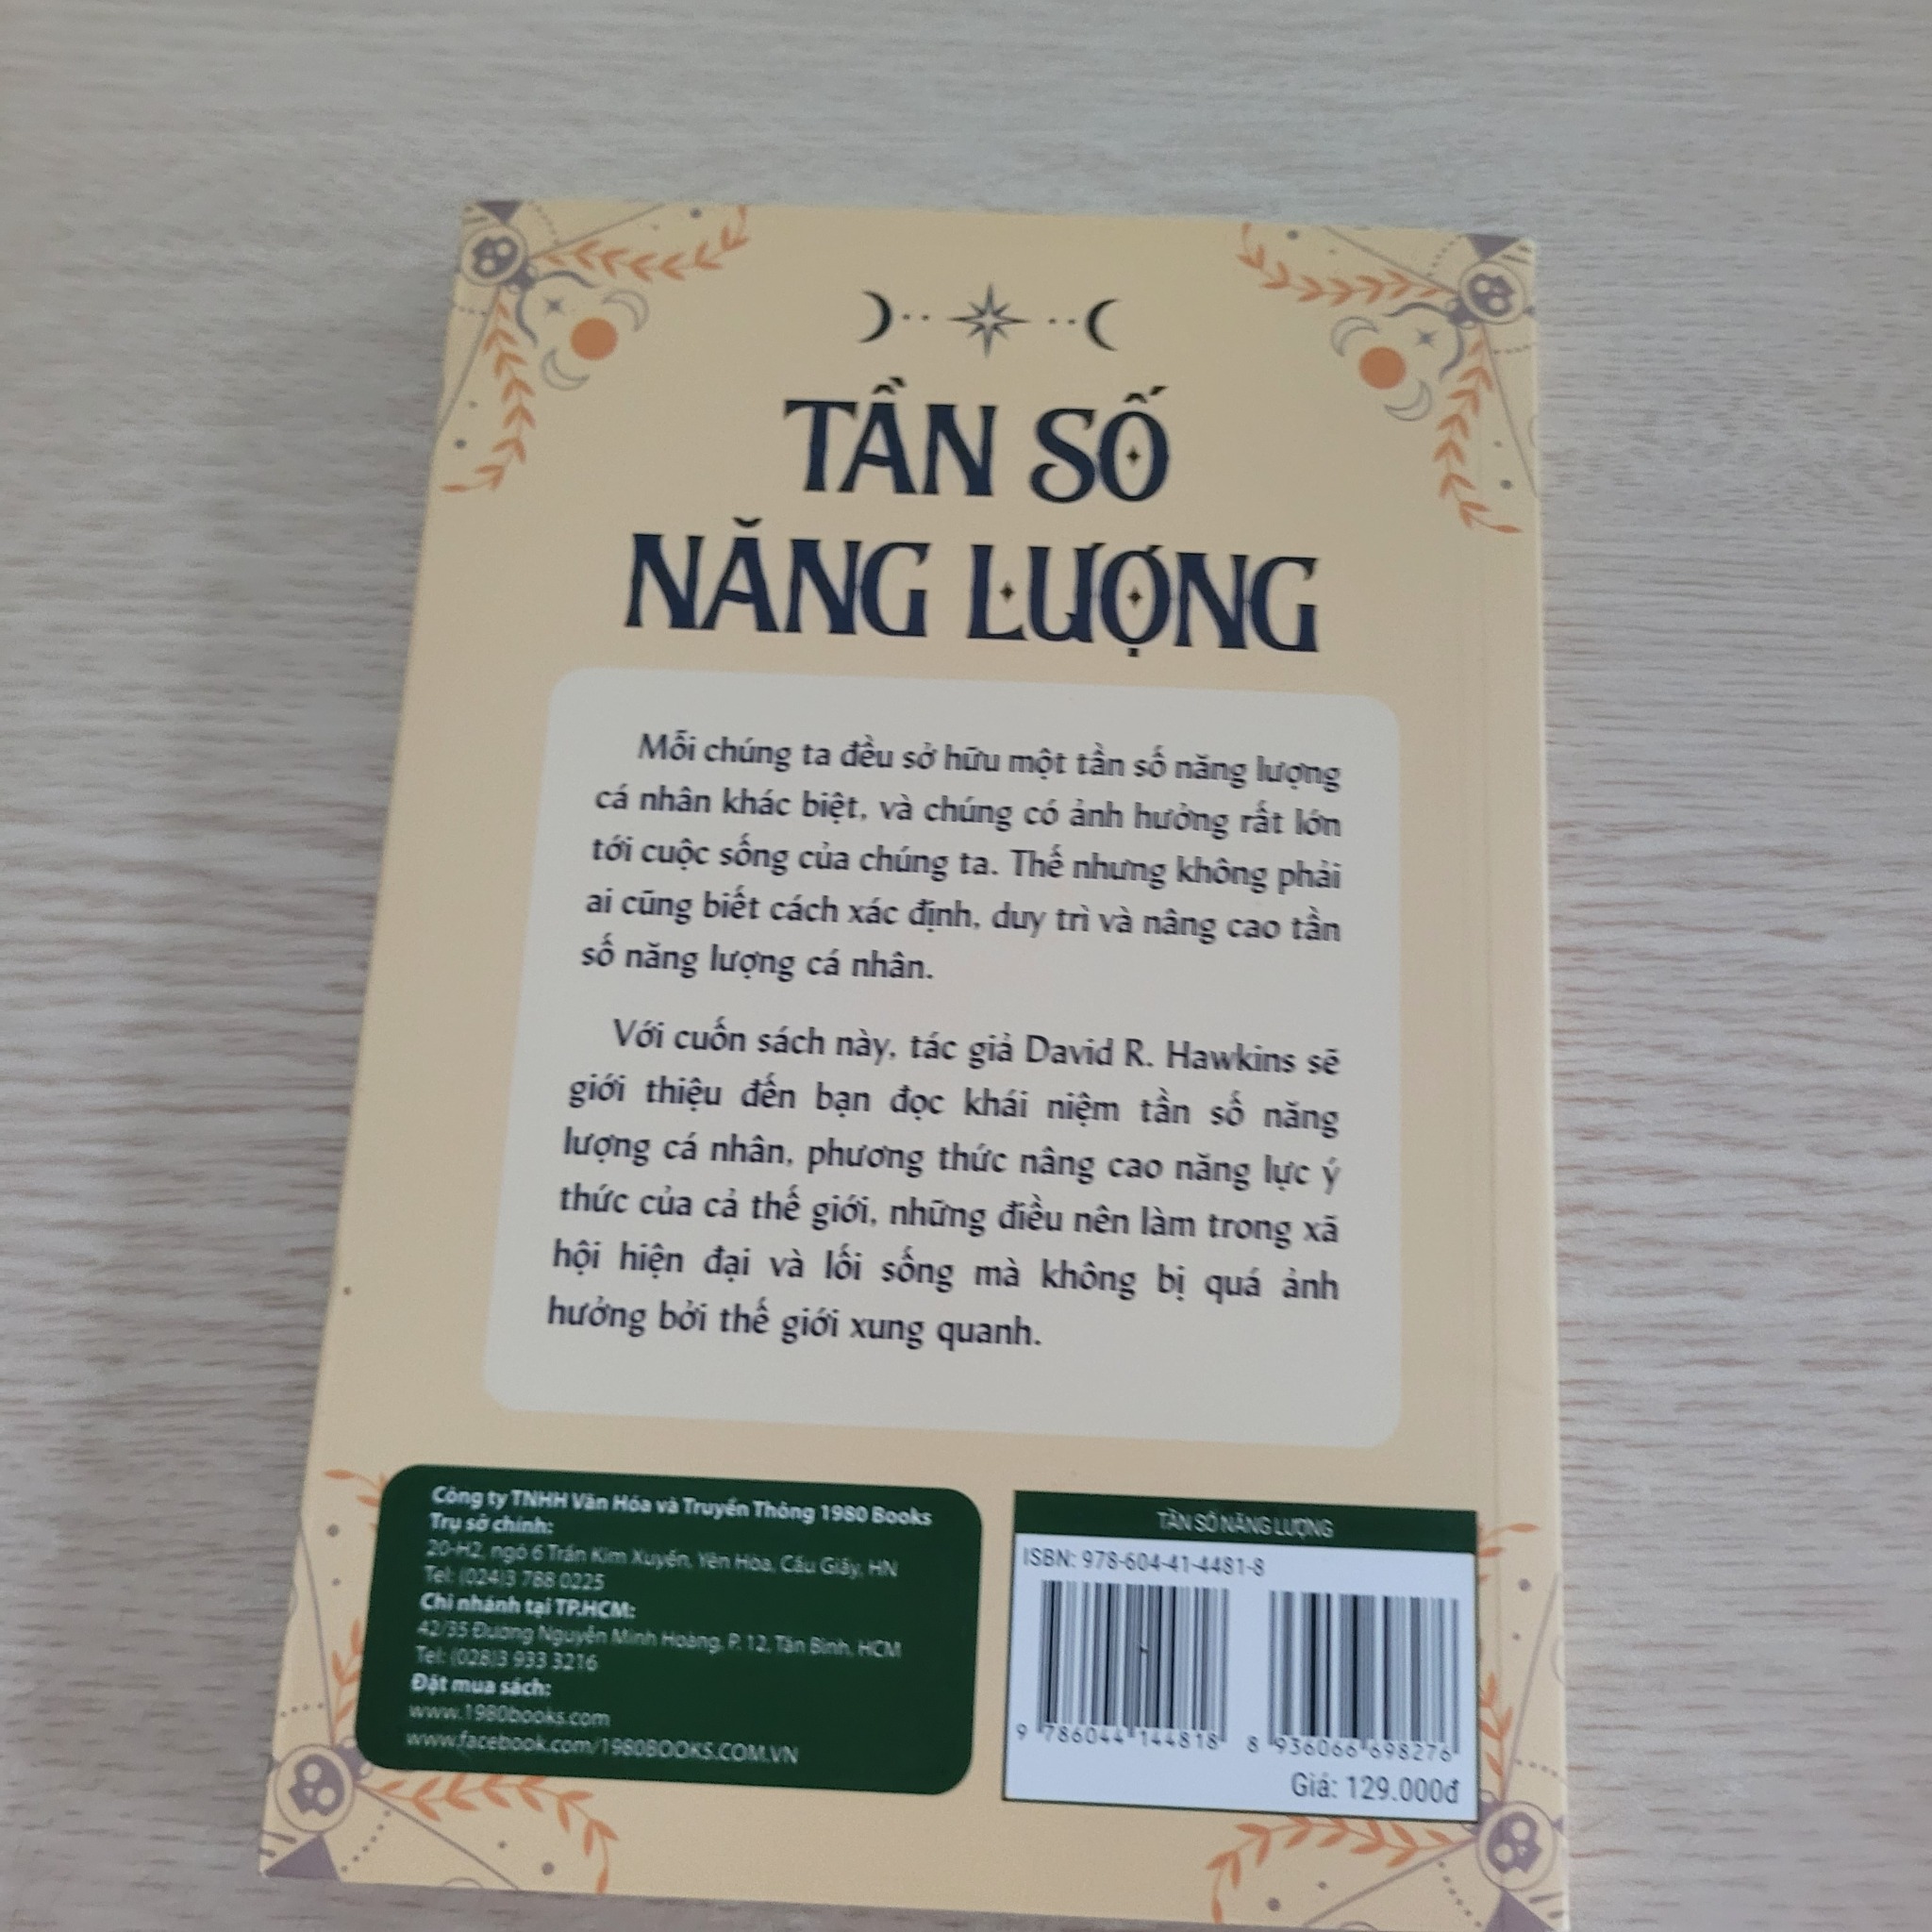 TẦN SỐ
NĂNG LƯỢNG
Mỗi chúng ta đều sở hữu một tần số năng lượng
cá nhân khác biệt, và chúng có ảnh hưởng rất lớn
tới cuộc sống của chúng ta. Thế nhưng không phải
ai cũng biết cách xác định, duy trì và nâng cao tần
số năng lượng cá nhân.
Với cuốn sách này, tác giả David R. Hawkins sẽ
giới thiệu đến bạn đọc khái niệm tần số năng
lượng cá nhân, phương thức nâng cao năng lực ý
thức của cả thế giới, những điều nên làm trong xã
hội hiện đại và lối sống mà không bị quá ảnh
hưởng bởi thế giới xung quanh.
Công ty TNHH Văn Hóa và Truyền Thông 1980 Books
Trụ sở chính:
20-H2, ngõ 6 Trần Kim Xuyến, Yên Hòa, Cầu Giấy, HN
Tel: (024)3 788 0225
Chi nhánh tại TP.HCM:
42/35 Đường Nguyễn Minh Hoàng, P. 12, Tân Bình, HCM
Tel: (028)3 933 3216
Đặt mua sách:
www.1980books.com
www.facebook.com/1980BOOKS.COM.VN
TẦN SỐ NĂNG LƯỢNG
ISBN: 978-604-41-4481-8
9 786044 144818
8 936066 698276
Giá: 129.000đ